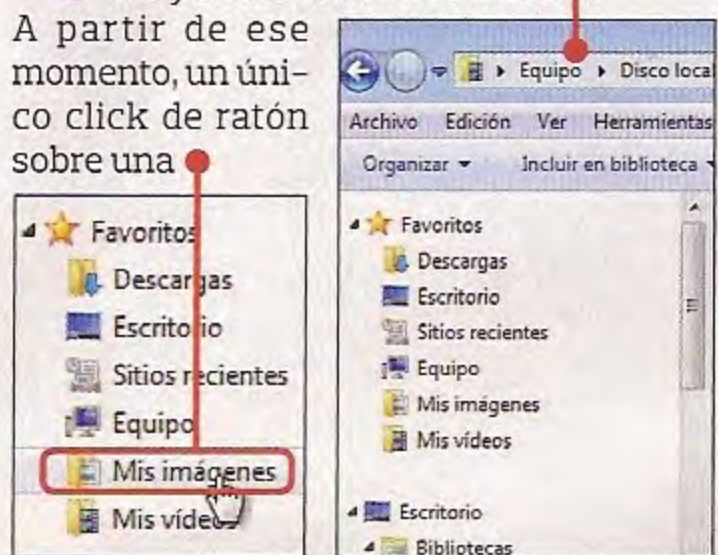 A partir de ese
momento, un úni-
co click de ratón
sobre una
Favoritos
Descargas
Escritorio
Sitios recientes
Equipo
Mis imágenes
Mis vídeos
Equipo Disco local
Archivo Edición Ver Herramientas
Organizar Incluir en biblioteca
Favoritos
Descargas
Escritorio
Sitios recientes
Equipo
Mis imágenes
Mis vídeos
Escritorio
Bibliotecas